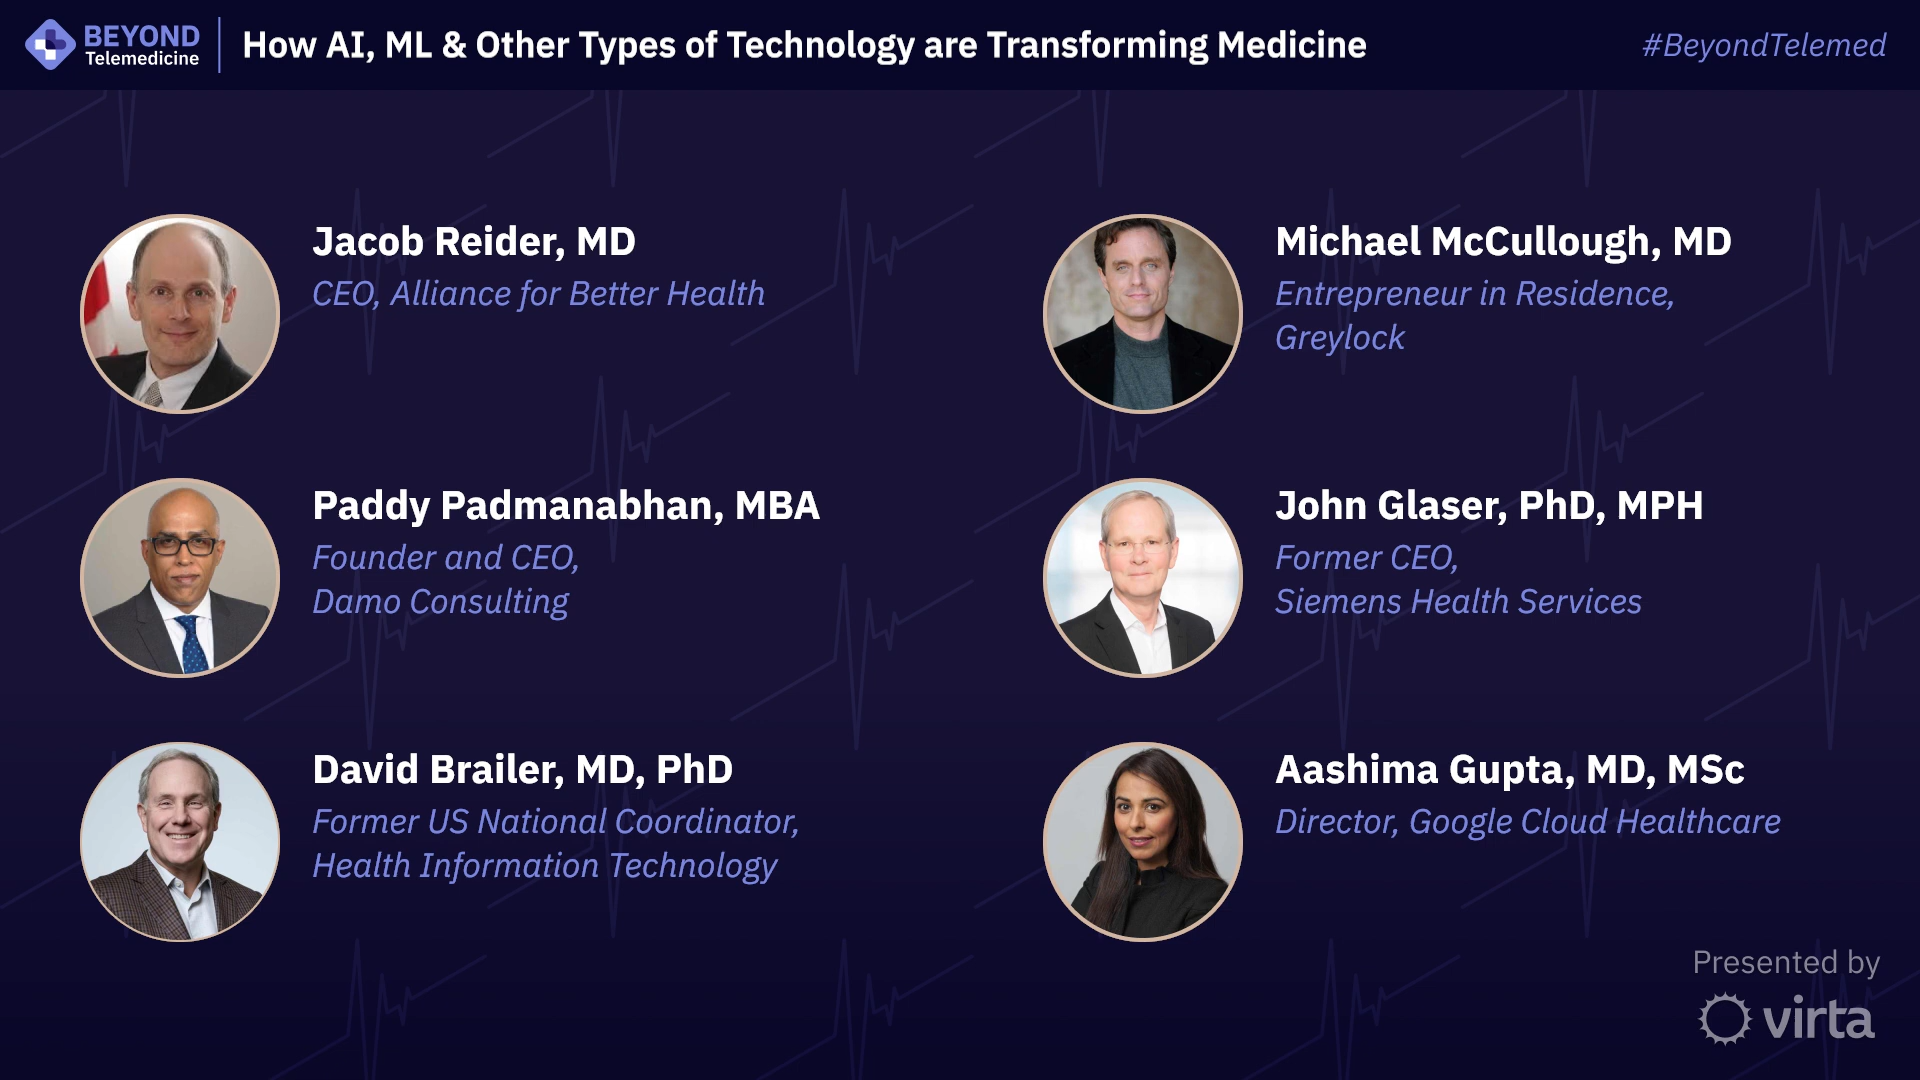 BEYOND
Telemedicine
How AI, ML & Other Types of Technology are Transforming Medicine
#BeyondTelemed
Jacob Reider, MD
CEO, Alliance for Better Health
Michael McCullough, MD
Entrepreneur in Residence,
Greylock
Paddy Padmanabhan, MBA
Founder and CEO,
Damo Consulting
John Glaser, PhD, MPH
Former CEO,
Siemens Health Services
David Brailer, MD, PhD
Former US National Coordinator,
Health Information Technology
Aashima Gupta, MD, MSc
Director, Google Cloud Healthcare
Presented by
virta